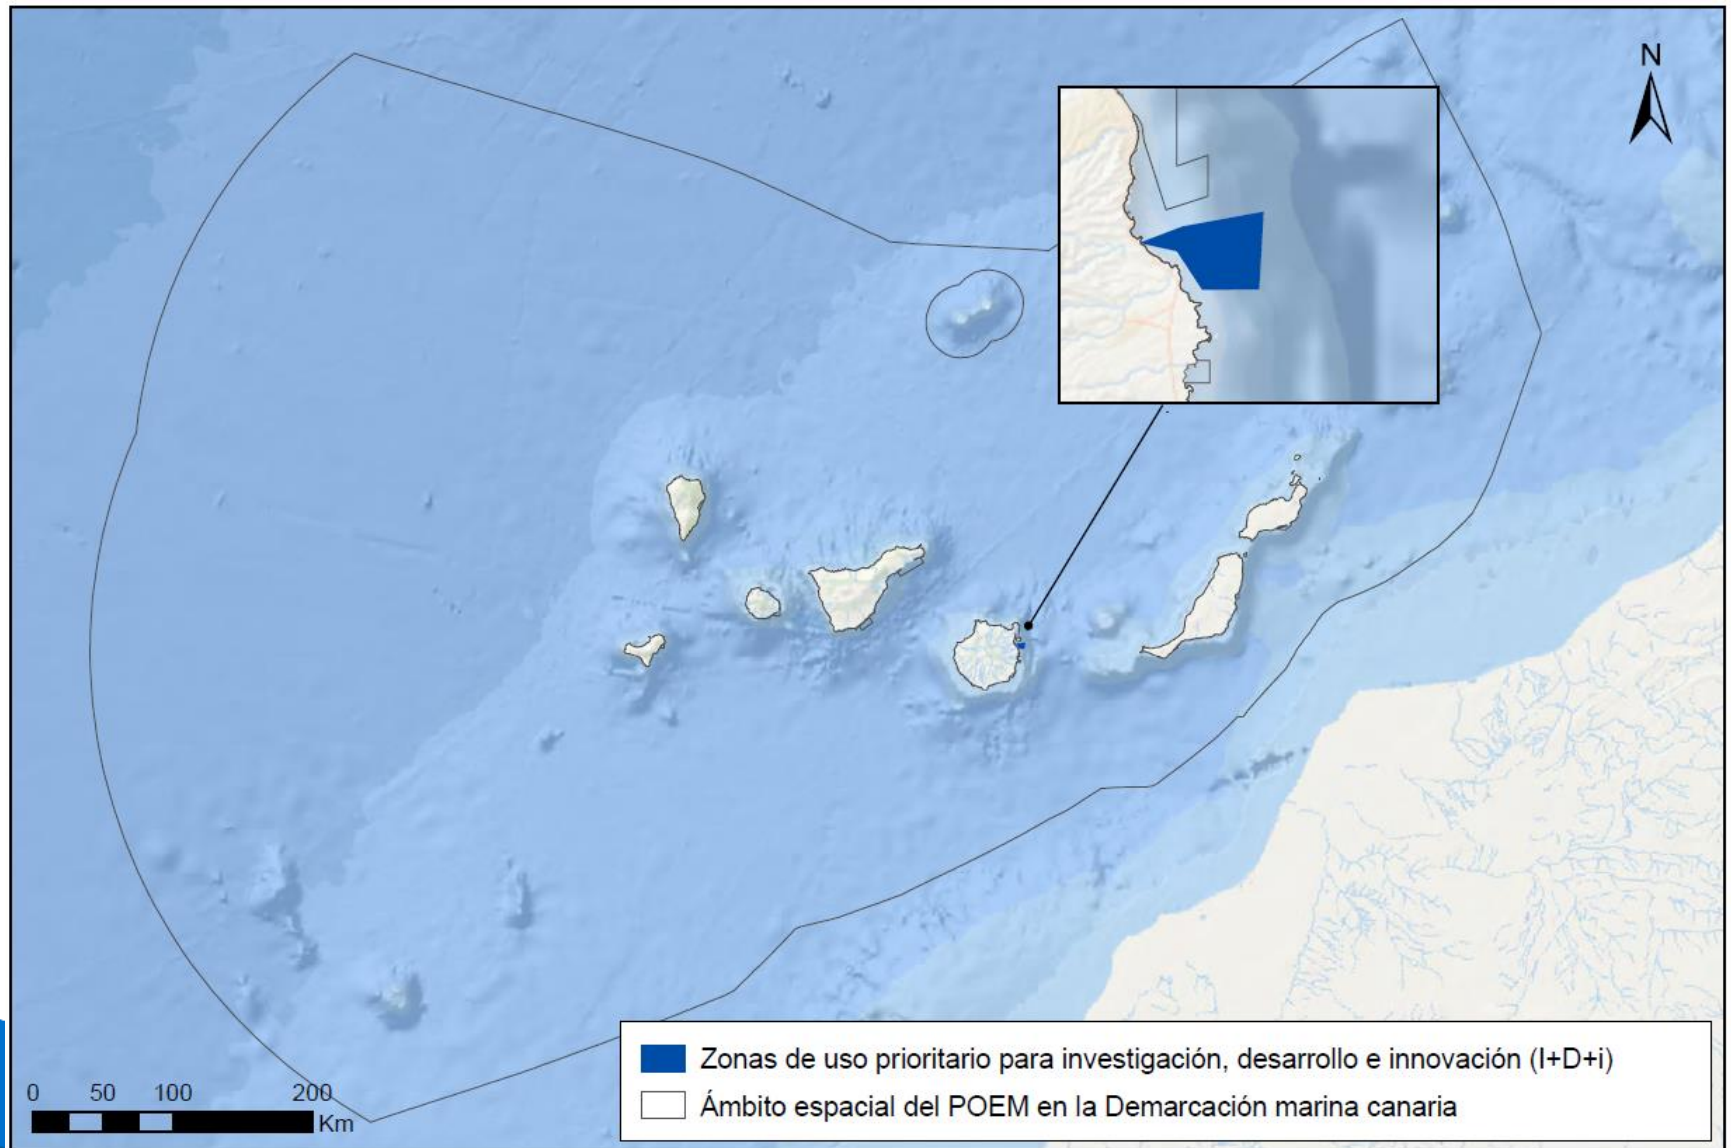 N
Zonas de uso prioritario para investigación, desarrollo e innovación (I+D+i)
Ámbito espacial del POEM en la Demarcación marina canaria
0 50 100 200
Km